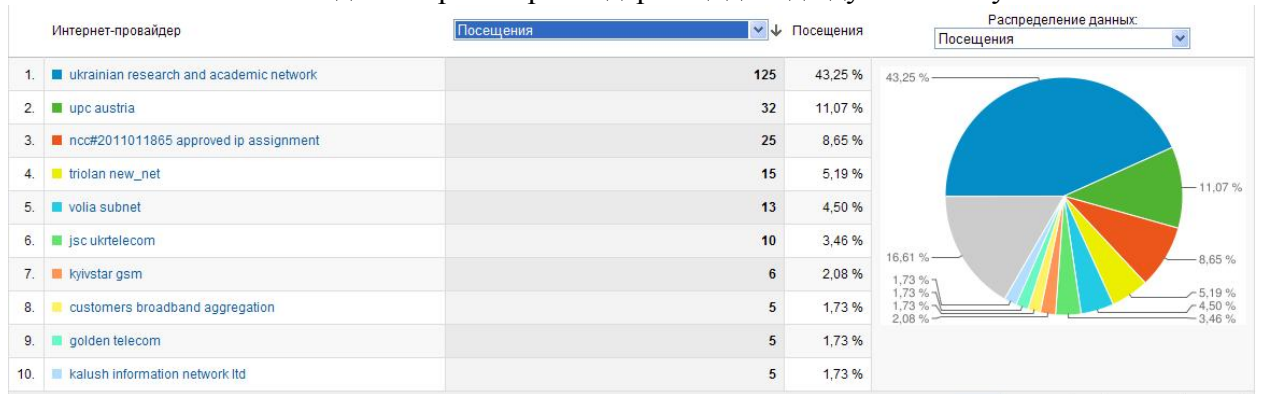 Интернет-провайдер Посещения Посещения Распределение данных:
Посещения
1. ukrainian research and academic network 125 43,25 %
2. upc austria 32 11,07 %
3. ncc#2011011865 approved ip assignment 25 8,65 %
4. triolan new_net 15 5,19 %
5. volia subnet 13 4,50 %
6. jsc ukrtelecom 10 3,46 %
7. kyivstar gsm 6 2,08 %
8. customers broadband aggregation 5 1,73 %
9. golden telecom 5 1,73 %
10. kalush information network ltd 5 1,73 %
43,25 %
11,07 %
8,65 %
5,19 %
4,50 %
3,46 %
16,61 %
1,73 %
1,73 %
1,73 %
2,08 %